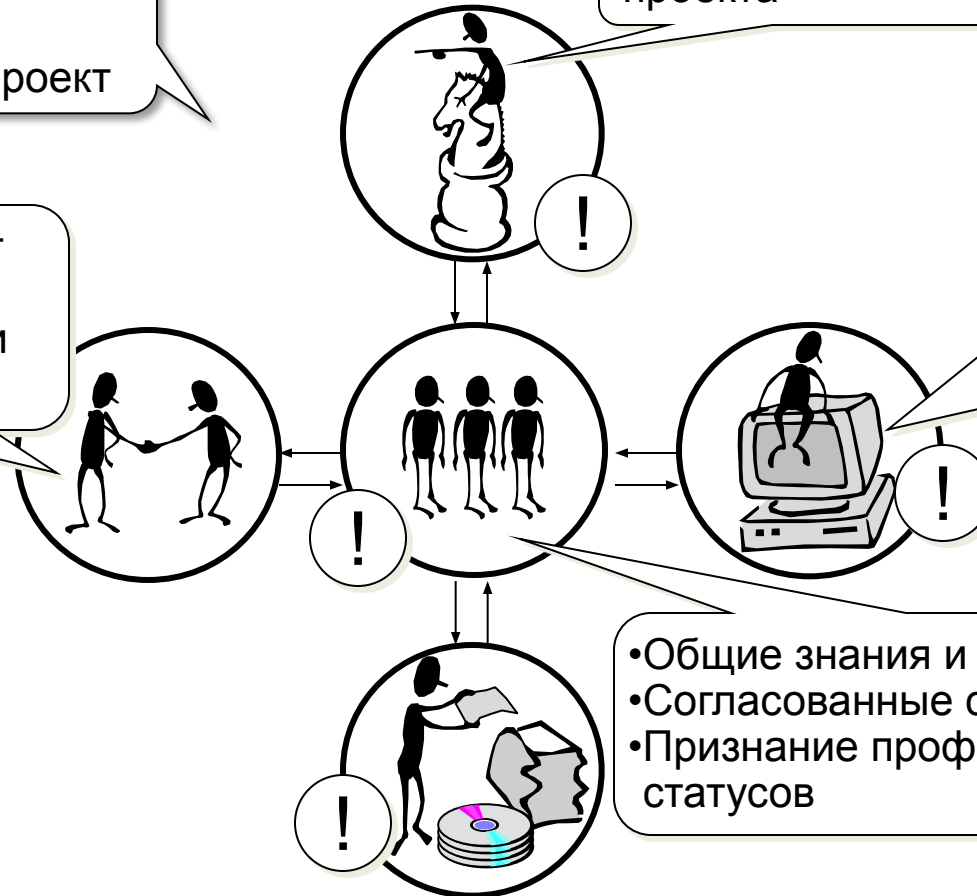 проекта
роект
и
!
!
!
!
•Общие знания и
•Согласованные
•Признание проф
статусов